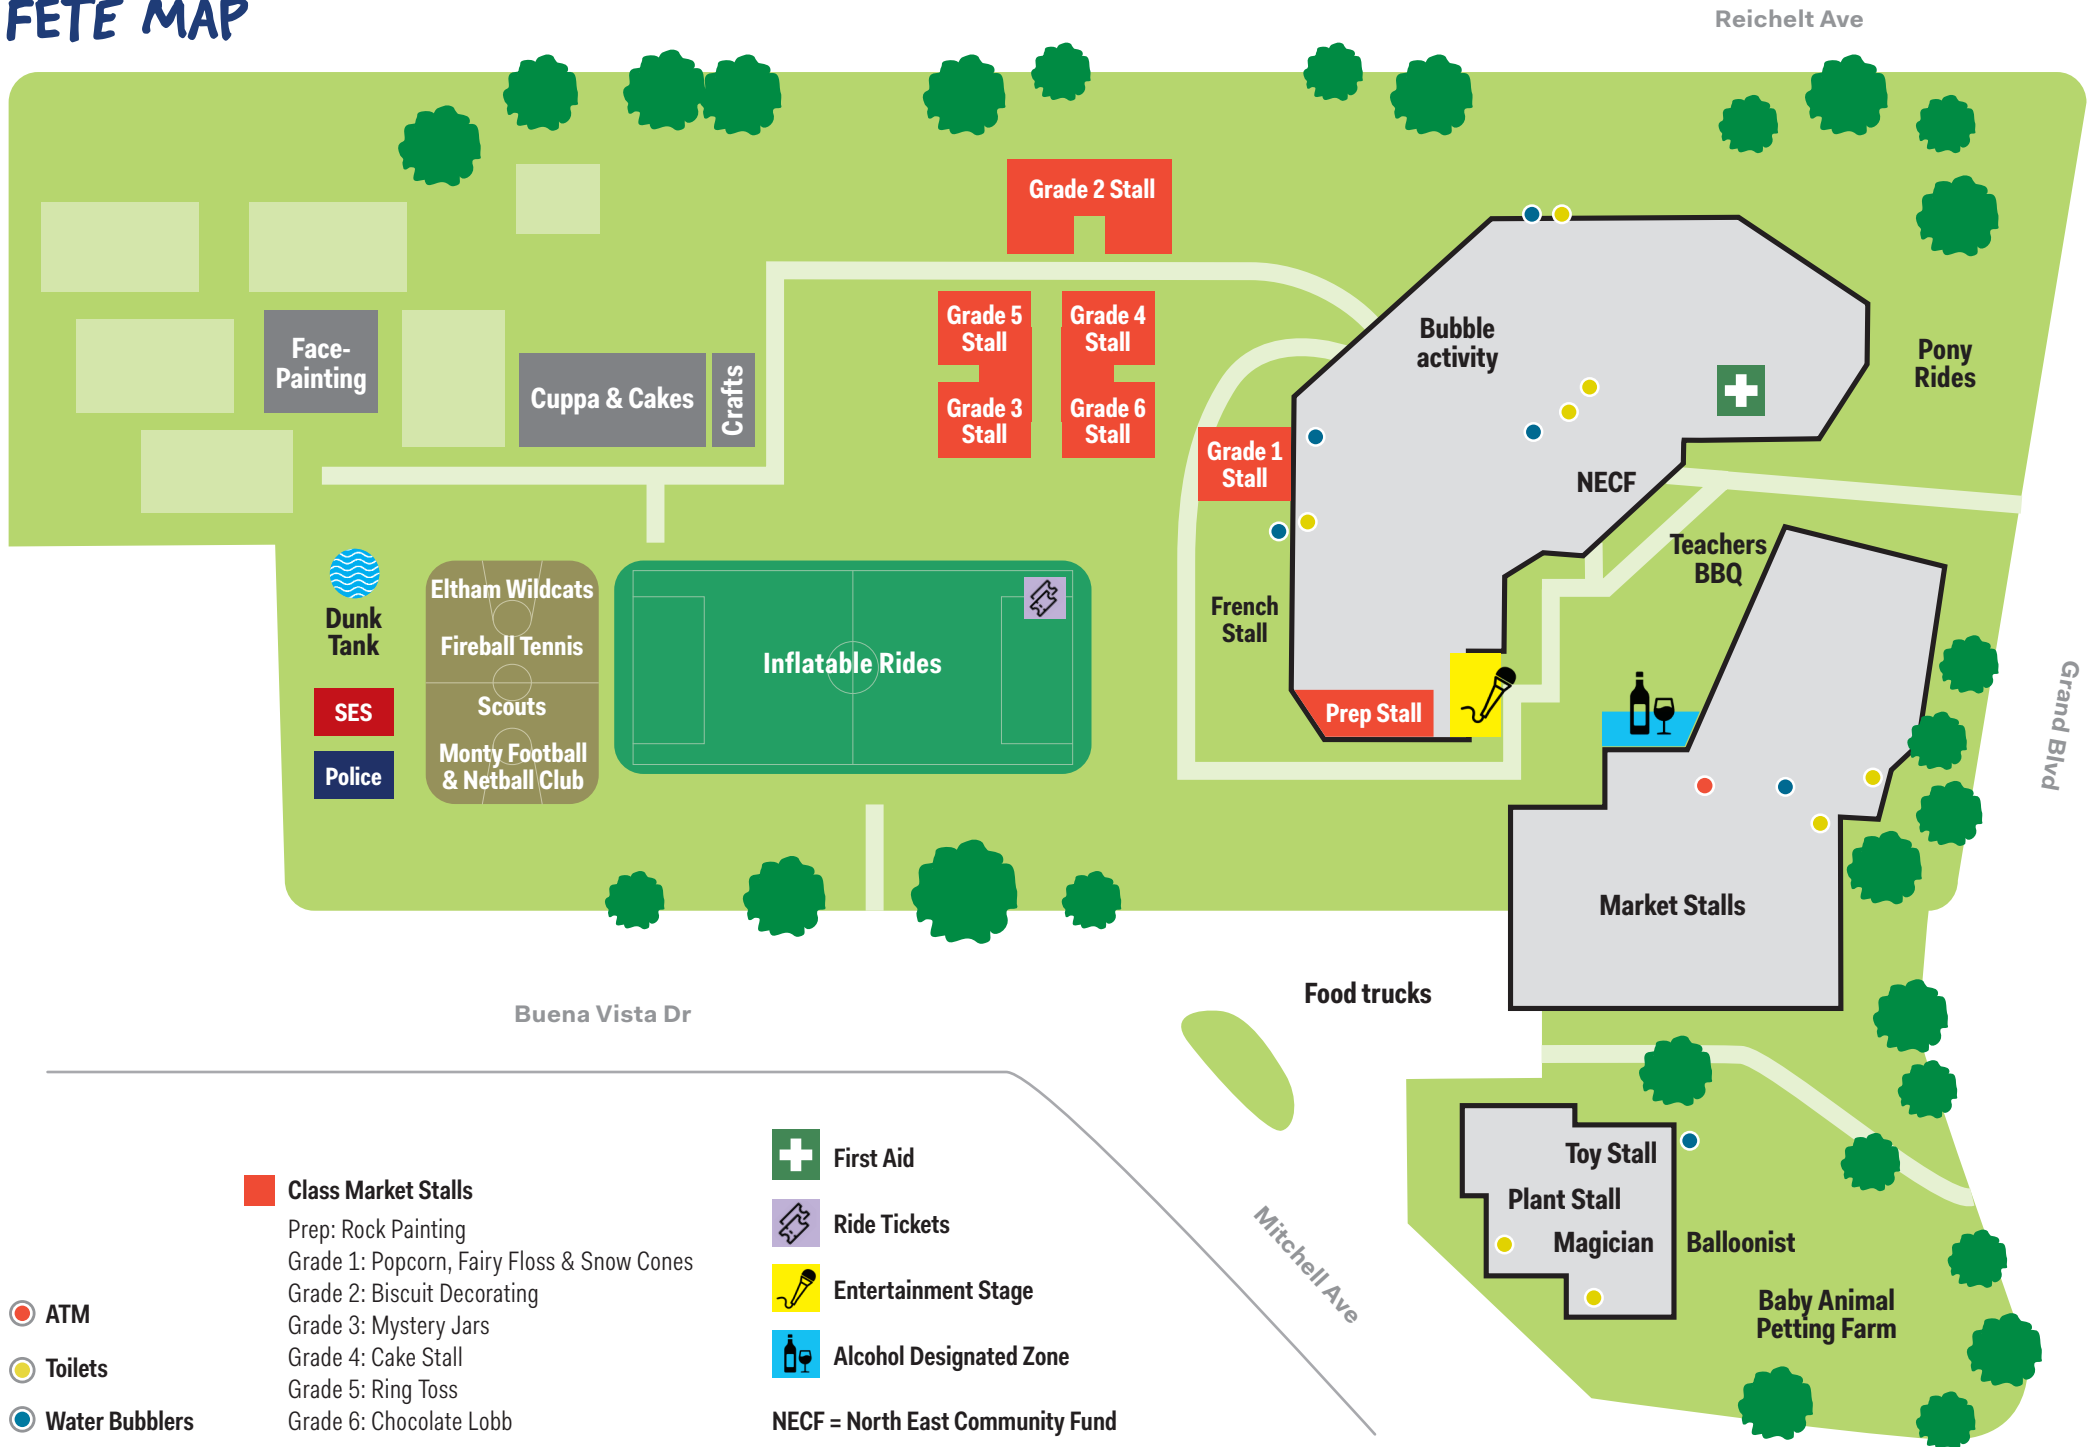 FETE MAP
Reichelt Ave
Grade 2 Stall
Grade 5
Stall
Grade 4
Stall
Grade 3
Stall
Grade 6
Stall
Grade 1
Stall
Face-
Painting
Cuppa & Cakes
Crafts
Bubble
activity
Pony
Rides
NECF
Teachers
BBQ
French
Stall
Prep Stall
Dunk
Tank
SES
Police
Eltham Wildcats
Fireball Tennis
Scouts
Monty Football
& Netball Club
Inflatable Rides
Grand Blvd
Market Stalls
Food trucks
Buena Vista Dr
Mitchell Ave
Toy Stall
Plant Stall
Magician
Balloonist
Baby Animal
Petting Farm
ATM
Toilets
Water Bubblers
Class Market Stalls
Prep: Rock Painting
Grade 1: Popcorn, Fairy Floss & Snow Cones
Grade 2: Biscuit Decorating
Grade 3: Mystery Jars
Grade 4: Cake Stall
Grade 5: Ring Toss
Grade 6: Chocolate Lobb
First Aid
Ride Tickets
Entertainment Stage
Alcohol Designated Zone
NECF = North East Community Fund